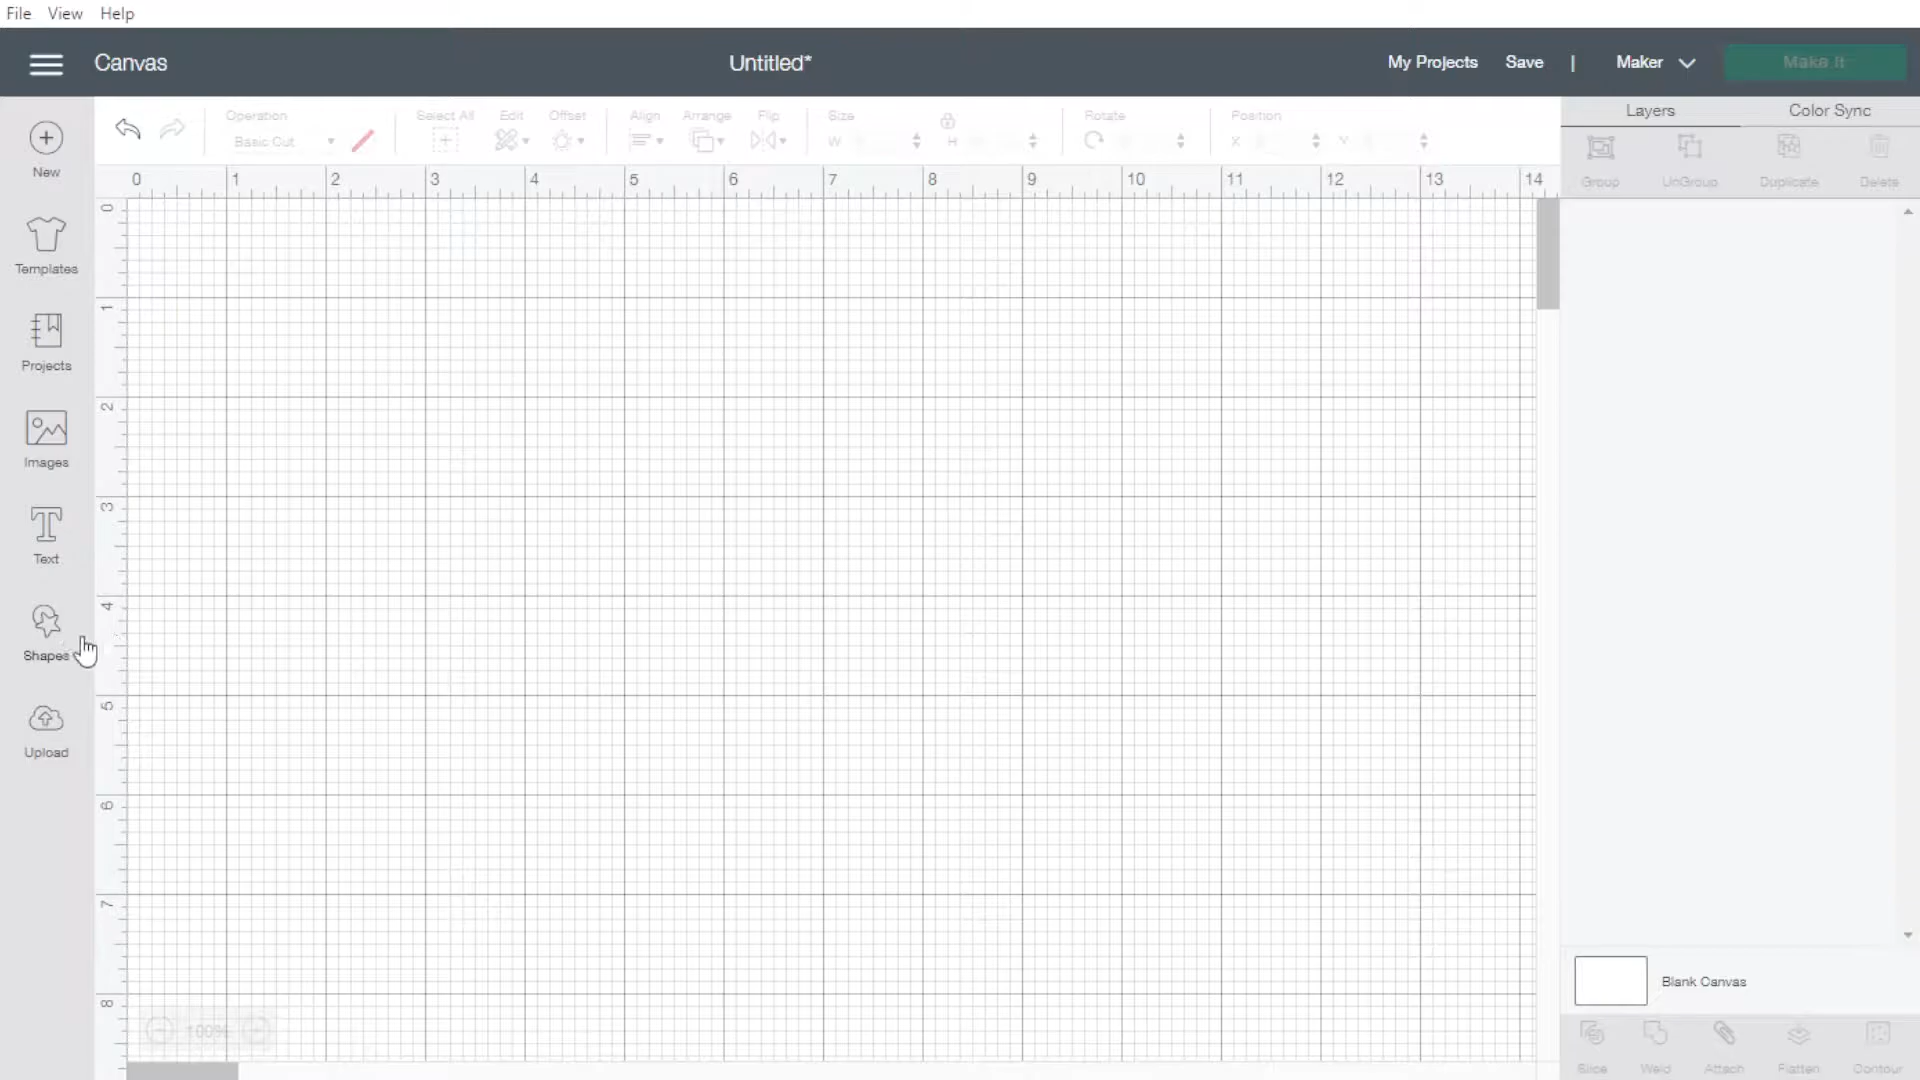 File View Help
Canvas Untitled* My Projects Save | Maker Make It
Operation Select All Edit Offset Align Arrange Flip Size Rotate Position
Basic Cut W H X Y
Layers Color Sync
Group UnGroup Duplicate Delete
0 1 2 3 4 5 6 7 8 9 10 11 12 13 14
0
1
2
3
4
5
6
7
8
New
Templates
Projects
Images
Text
Shapes
Upload
100%
Blank Canvas
Slice Weld Attach Flatten Contour